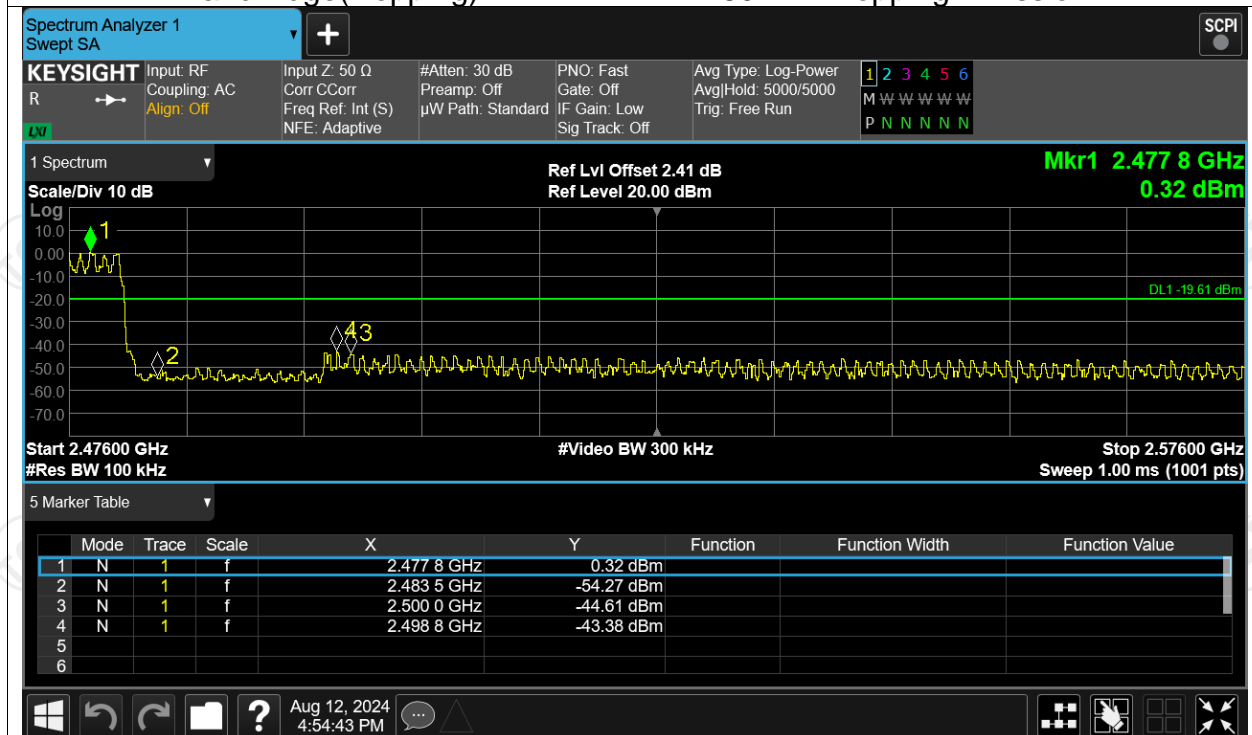 Spectrum Analyzer 1
Swept SA
+
SCPI
KEYSIGHT
R
LXI
Input: RF
Coupling: AC
Align: Off
Input Z: 50 Ω
Corr CCorr
Freq Ref: Int (S)
NFE: Adaptive
#Atten: 30 dB
Preamp: Off
µW Path: Standard
PNO: Fast
Gate: Off
IF Gain: Low
Sig Track: Off
Avg Type: Log-Power
Avg|Hold: 5000/5000
Trig: Free Run
1 2 3 4 5 6
M W W W W W
P N N N N N
1 Spectrum
Scale/Div 10 dB
Ref Lvl Offset 2.41 dB
Ref Level 20.00 dBm
Mkr1 2.477 8 GHz
0.32 dBm
Log
10.0
0.00
-10.0
-20.0
-30.0
-40.0
-50.0
-60.0
-70.0
1
2
43
DL1 -19.61 dBm
Start 2.47600 GHz
#Video BW 300 kHz
Stop 2.57600 GHz
#Res BW 100 kHz
Sweep 1.00 ms (1001 pts)
5 Marker Table
Mode Trace Scale X Y Function Function Width Function Value
1 N 1 f 2.477 8 GHz 0.32 dBm
2 N 1 f 2.483 5 GHz -54.27 dBm
3 N 1 f 2.500 0 GHz -44.61 dBm
4 N 1 f 2.498 8 GHz -43.38 dBm
5
6
?
Aug 12, 2024
4:54:43 PM